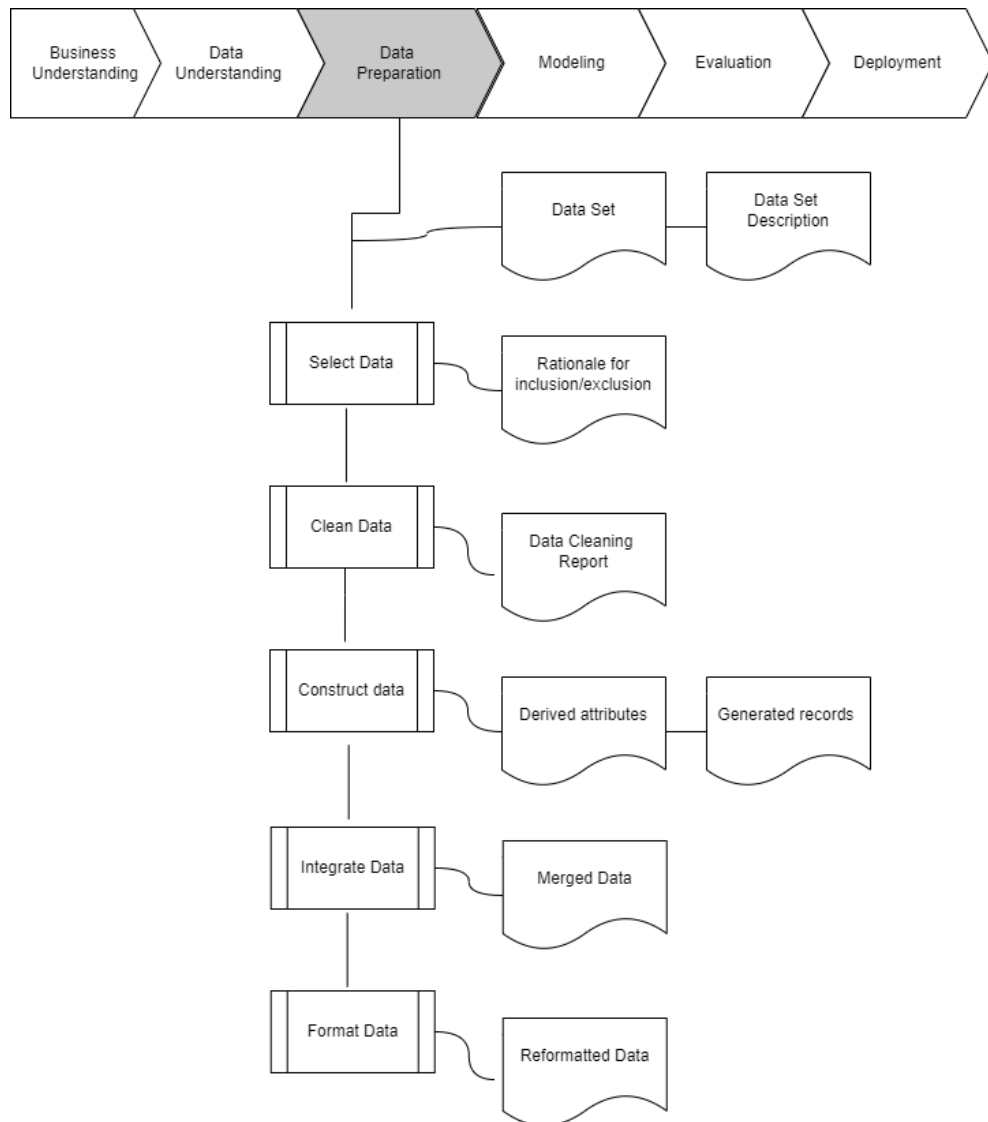 Business
Understanding
Data
Understanding
Data
Preparation
Modeling
Evaluation
Deployment
Data Set
Data Set
Description
Select Data
Rationale for
inclusion/exclusion
Clean Data
Data Cleaning
Report
Construct data
Derived attributes
Generated records
Integrate Data
Merged Data
Format Data
Reformatted Data